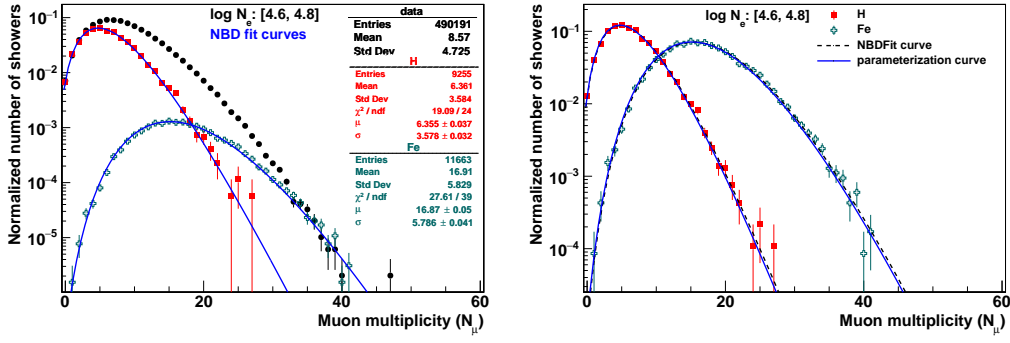 Normalized number of showers
10⁻¹
10⁻²
10⁻³
10⁻⁴
10⁻⁵
log Nₑ: [4.6, 4.8]
NBD fit curves
data
Entries 490191
Mean 8.57
Std Dev 4.725
H
Entries 9255
Mean 6.361
Std Dev 3.584
χ² / ndf 19.09 / 24
μ 6.355 ± 0.037
σ 3.578 ± 0.032
Fe
Entries 11663
Mean 16.91
Std Dev 5.829
χ² / ndf 27.61 / 39
μ 16.87 ± 0.05
σ 5.786 ± 0.041
0 20 40 60
Muon multiplicity (N_μ)
Normalized number of showers
10⁻¹
10⁻²
10⁻³
10⁻⁴
log Nₑ: [4.6, 4.8]
H
Fe
NBDFit curve
parameterization curve
0 20 40 60
Muon multiplicity (N_μ)